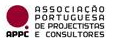 ASSOCIAÇÃO
PORTUGUESA
DE PROJECTISTAS
APPC E CONSULTORES